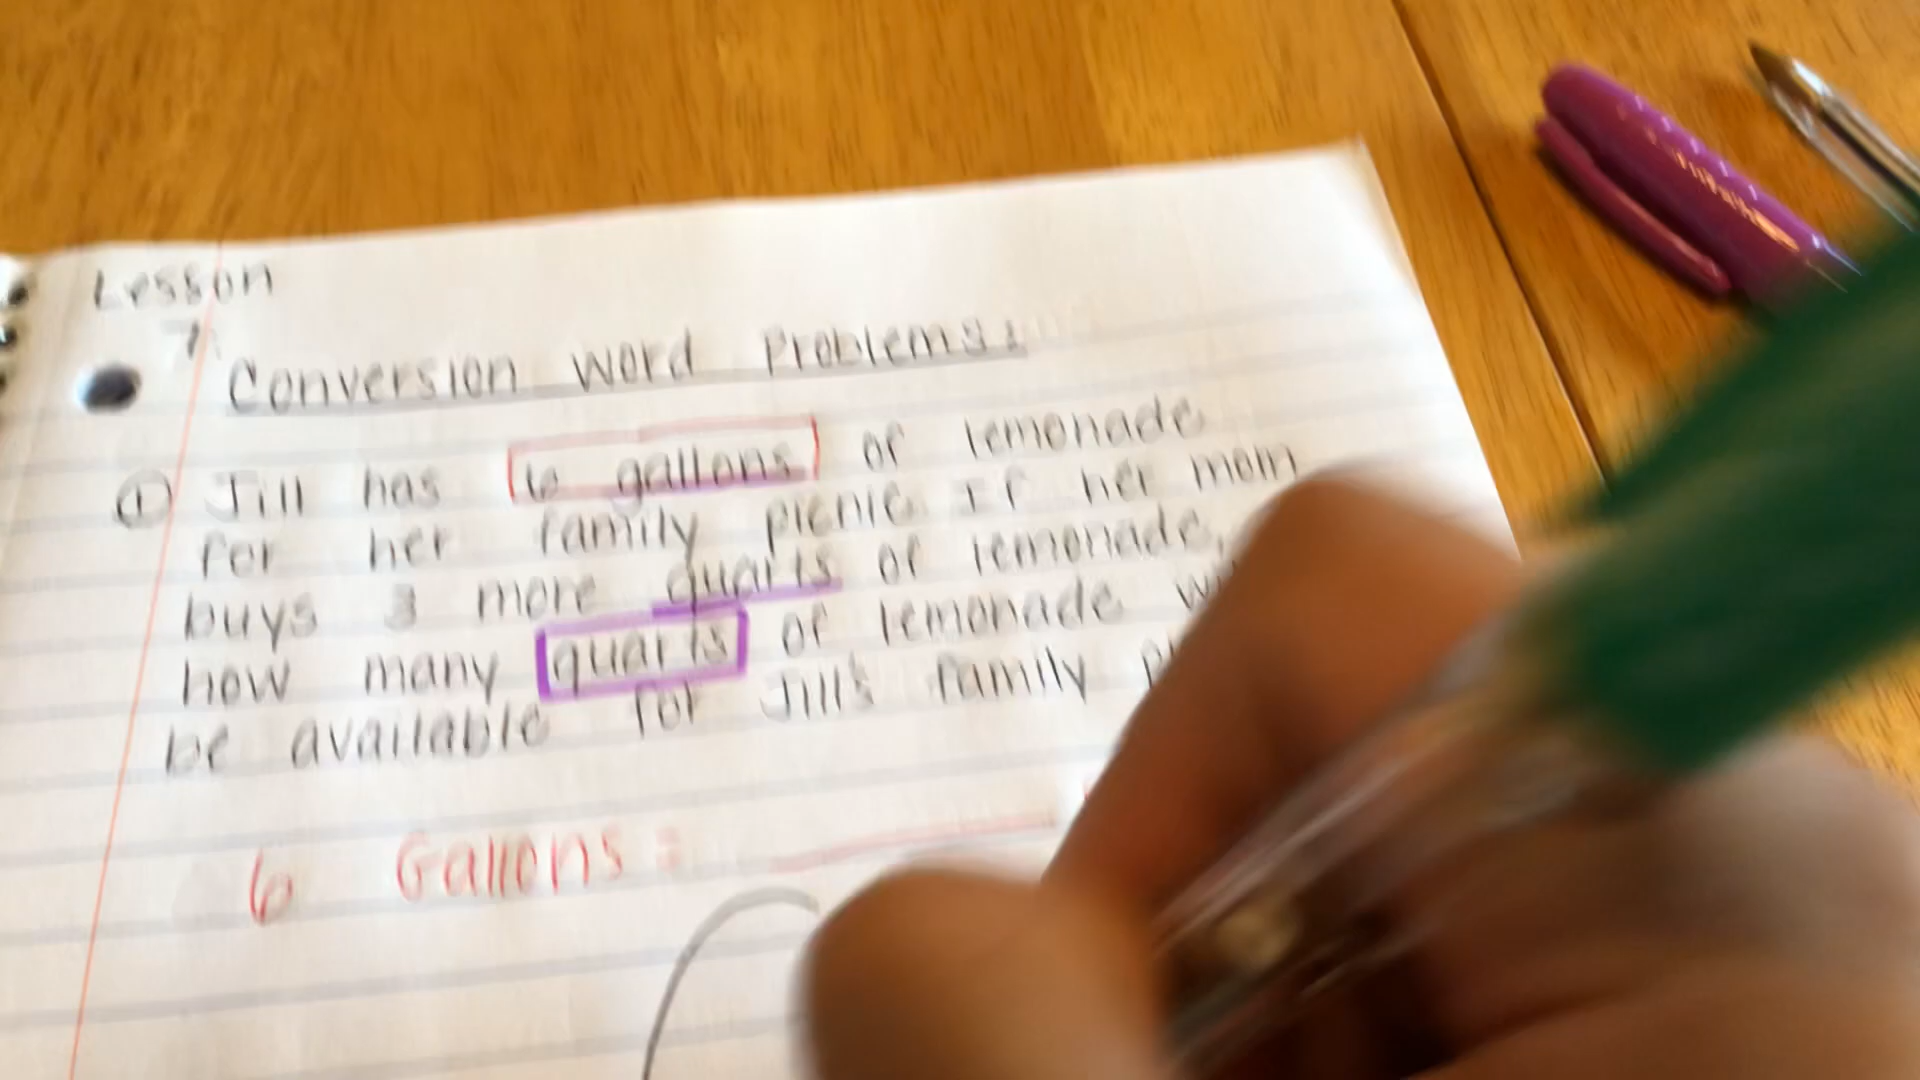 Lesson
7:
Conversion Word Problems:
① Jill has 6 gallons of lemonade
for her family picnic. If her mom
buys 3 more quarts of lemonade,
how many quarts of lemonade
be available for Jill's family
6 Gallons =